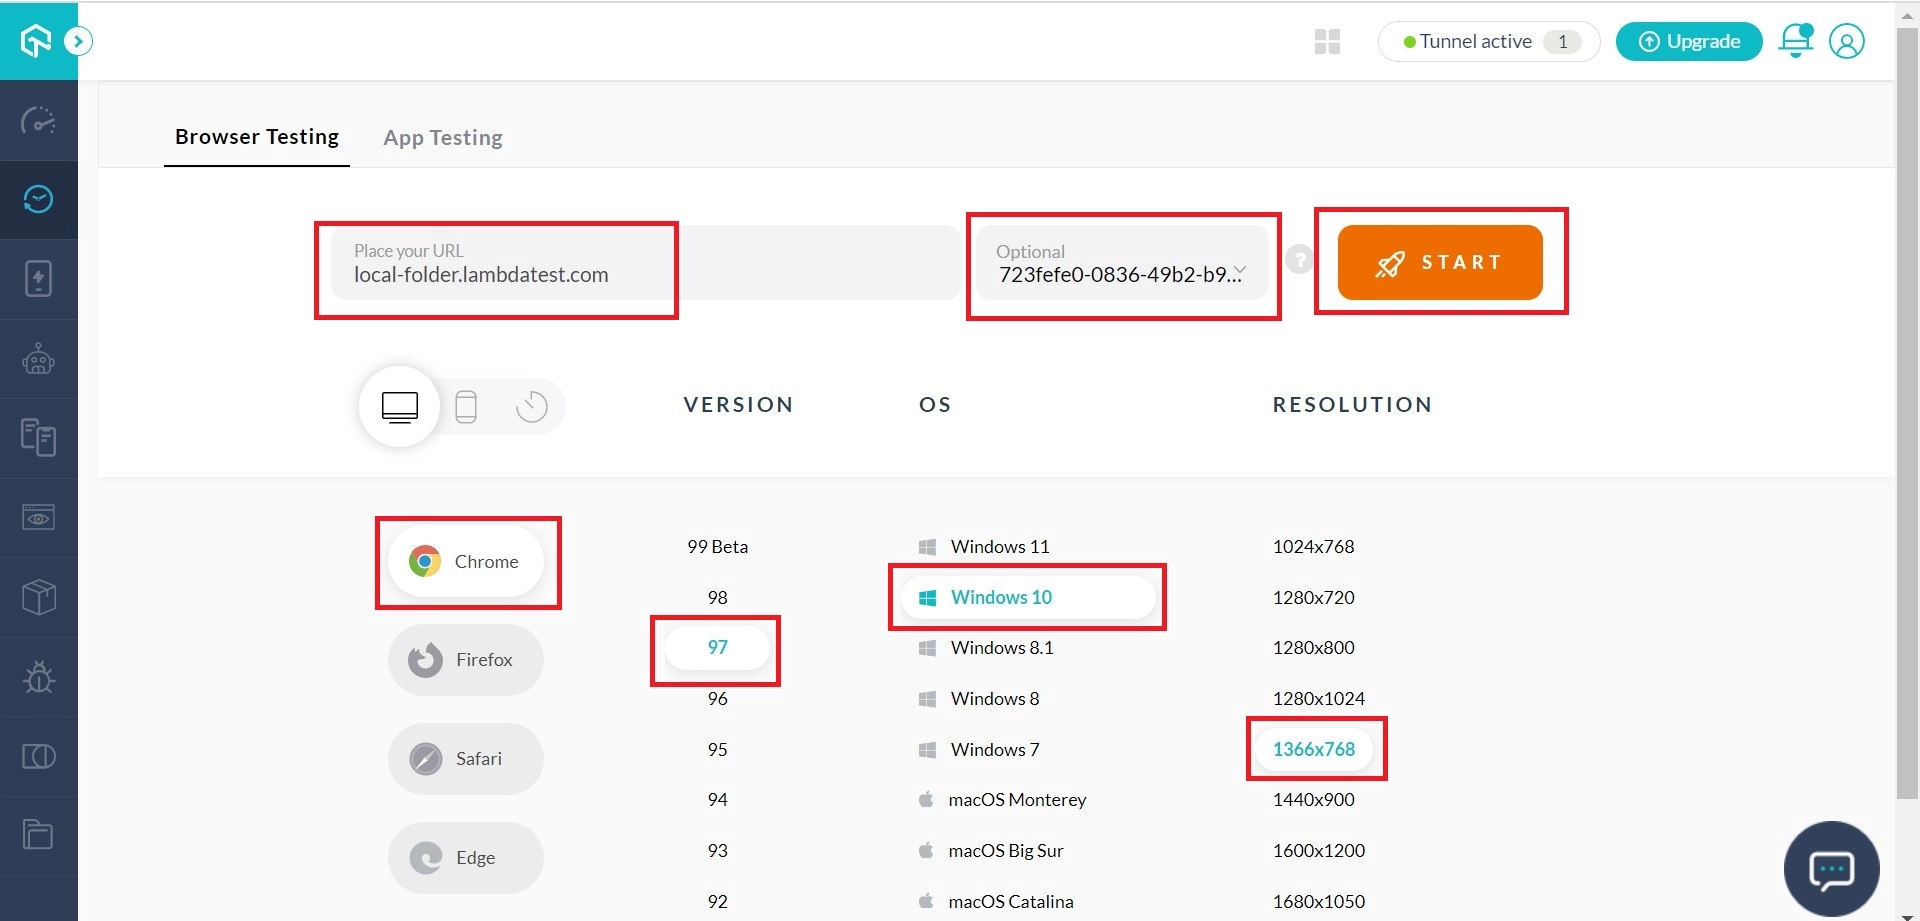 Tunnel active 1
Upgrade
Browser Testing App Testing
Place your URL
local-folder.lambdatest.com
Optional
723fefe0-0836-49b2-b9...
?
START
VERSION OS RESOLUTION
Chrome
Firefox
Safari
Edge
99 Beta
98
97
96
95
94
93
92
Windows 11
Windows 10
Windows 8.1
Windows 8
Windows 7
macOS Monterey
macOS Big Sur
macOS Catalina
1024x768
1280x720
1280x800
1280x1024
1366x768
1440x900
1600x1200
1680x1050